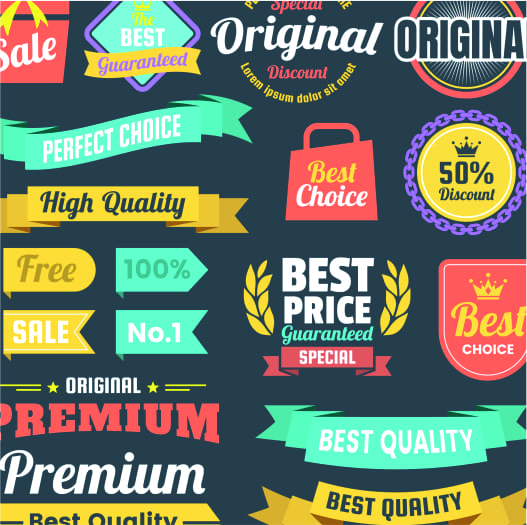 Sale
The
BEST
Guaranteed
Special
Original
Discount
Lorem ipsum dolor sit amet
ORIGINA
PERFECT CHOICE
Best
Choice
50%
Discount
High Quality
Free
100%
SALE
No.1
BEST
PRICE
Guaranteed
SPECIAL
Best
CHOICE
ORIGINAL
PREMIUM
Premium
Best Quality
BEST QUALITY
BEST QUALITY